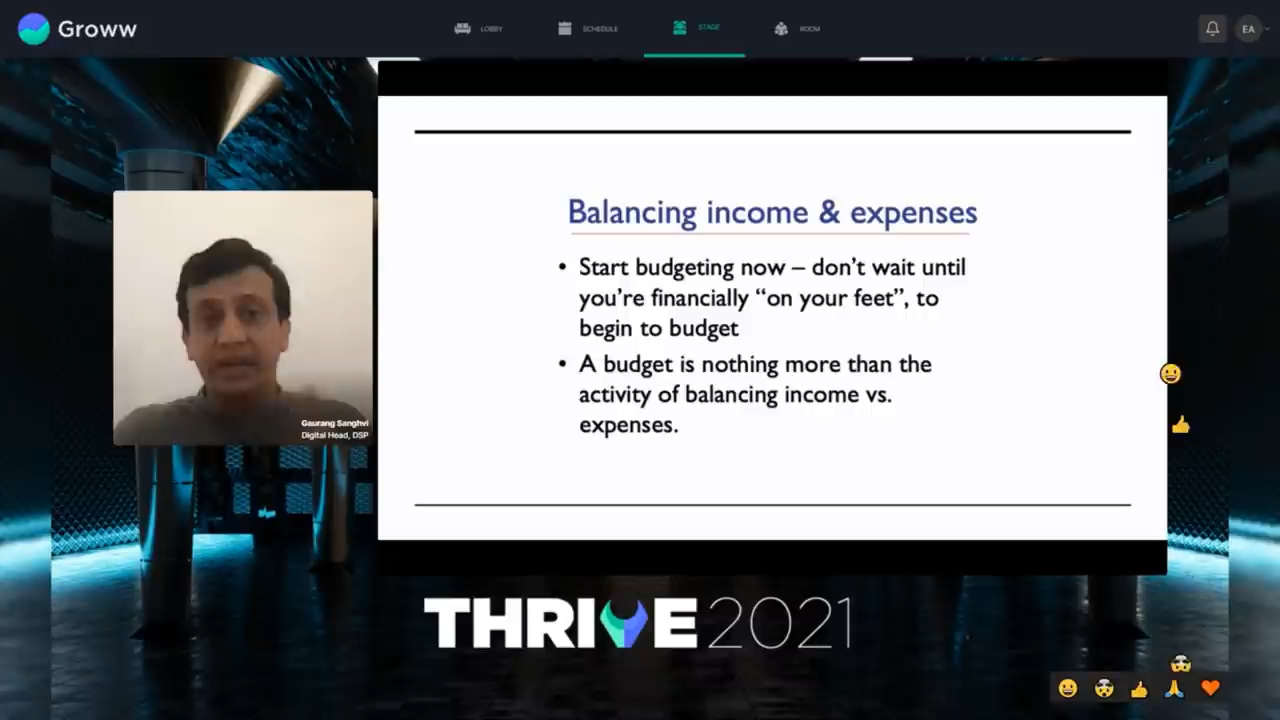 Groww
LOBBY
SCHEDULE
STAGE
ROOM
EA
Balancing income & expenses
• Start budgeting now – don’t wait until
you’re financially “on your feet”, to
begin to budget
• A budget is nothing more than the
activity of balancing income vs.
expenses.
Gaurang Sanghvi
Digital Head, DSP
THRIVE 2021